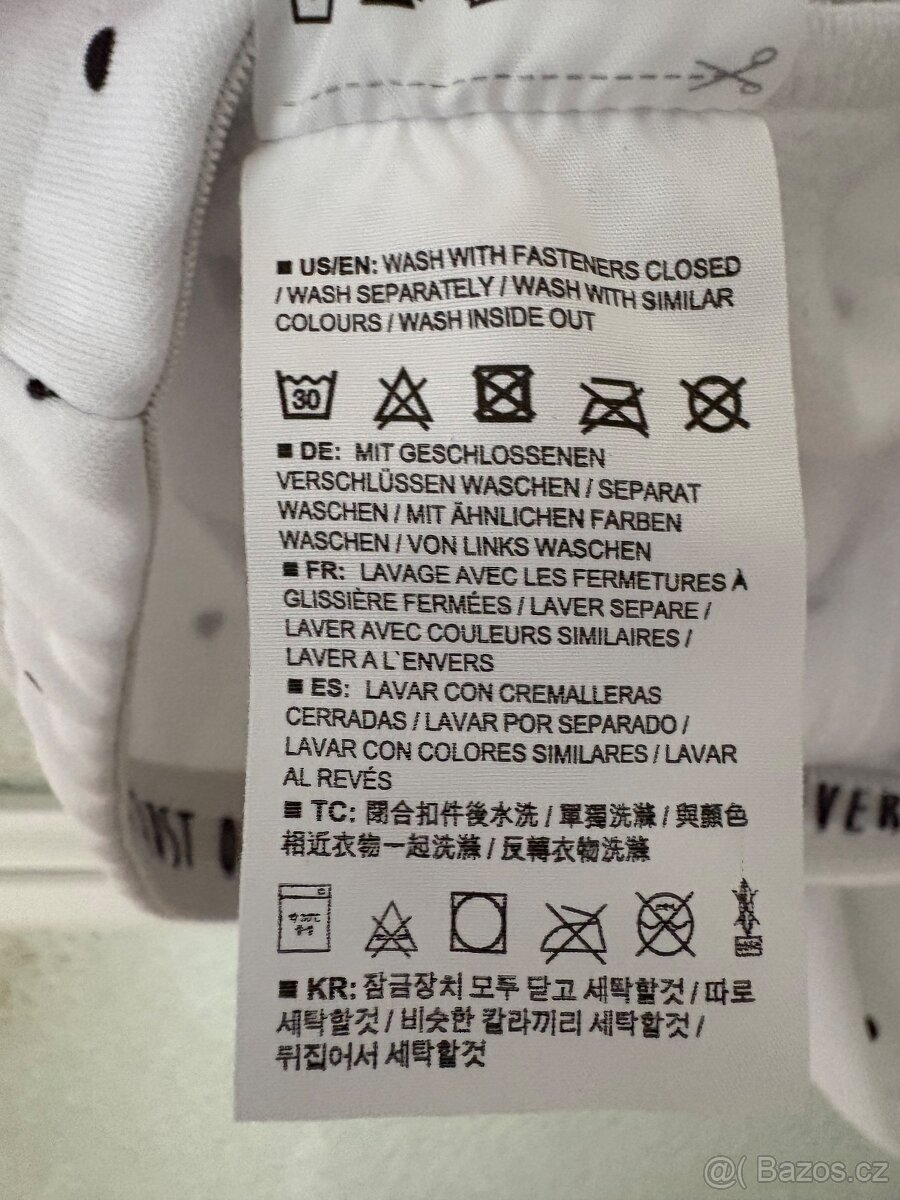 ■ US/EN: WASH WITH FASTENERS CLOSED
/ WASH SEPARATELY / WASH WITH SIMILAR
COLOURS / WASH INSIDE OUT
30
■ DE: MIT GESCHLOSSENEN
VERSCHLÜSSEN WASCHEN / SEPARAT
WASCHEN / MIT ÄHNLICHEN FARBEN
WASCHEN / VON LINKS WASCHEN
■ FR: LAVAGE AVEC LES FERMETURES À
GLISSIÈRE FERMÉES / LAVER SEPARE /
LAVER AVEC COULEURS SIMILAIRES /
LAVER A L`ENVERS
■ ES: LAVAR CON CREMALLERAS
CERRADAS / LAVAR POR SEPARADO /
LAVAR CON COLORES SIMILARES / LAVAR
AL REVÉS
■ TC: 閉合扣件後水洗 / 單獨洗滌 / 與顏色
相近衣物一起洗滌 / 反轉衣物洗滌
■ KR: 잠금장치 모두 닫고 세탁할것 / 따로
세탁할것 / 비슷한 칼라끼리 세탁할것 /
뒤집어서 세탁할것
VER
@( Bazos.cz